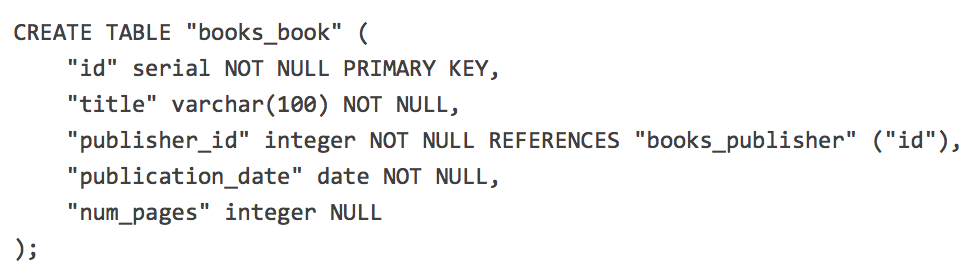 CREATE TABLE "books_book" (
    "id" serial NOT NULL PRIMARY KEY,
    "title" varchar(100) NOT NULL,
    "publisher_id" integer NOT NULL REFERENCES "books_publisher" ("id"),
    "publication_date" date NOT NULL,
    "num_pages" integer NULL
);